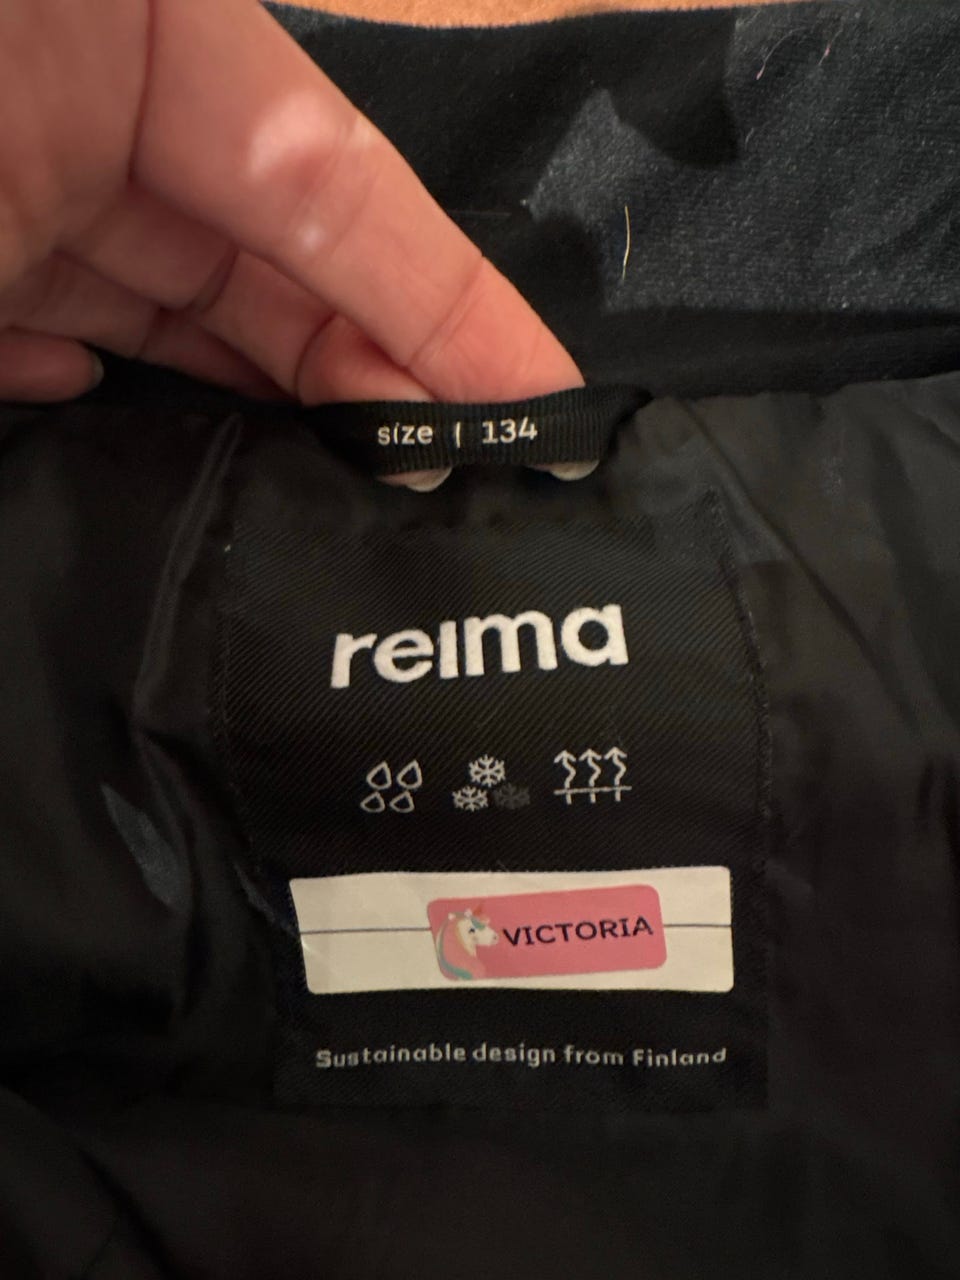 size | 134
reima
VICTORIA
Sustainable design from Finland